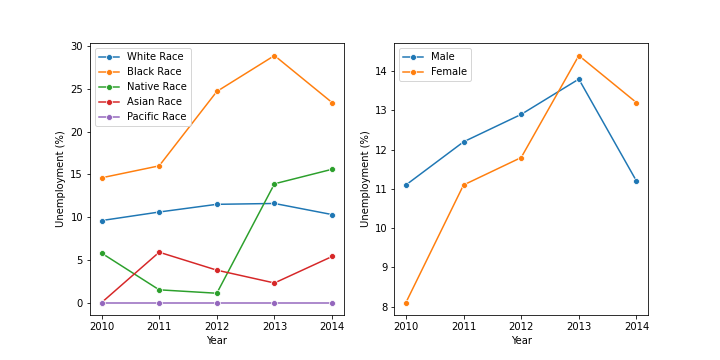 White Race
Black Race
Native Race
Asian Race
Pacific Race
30
25
20
15
10
5
0
Unemployment (%)
2010 2011 2012 2013 2014
Year
Male
Female
14
13
12
11
10
9
8
Unemployment (%)
2010 2011 2012 2013 2014
Year